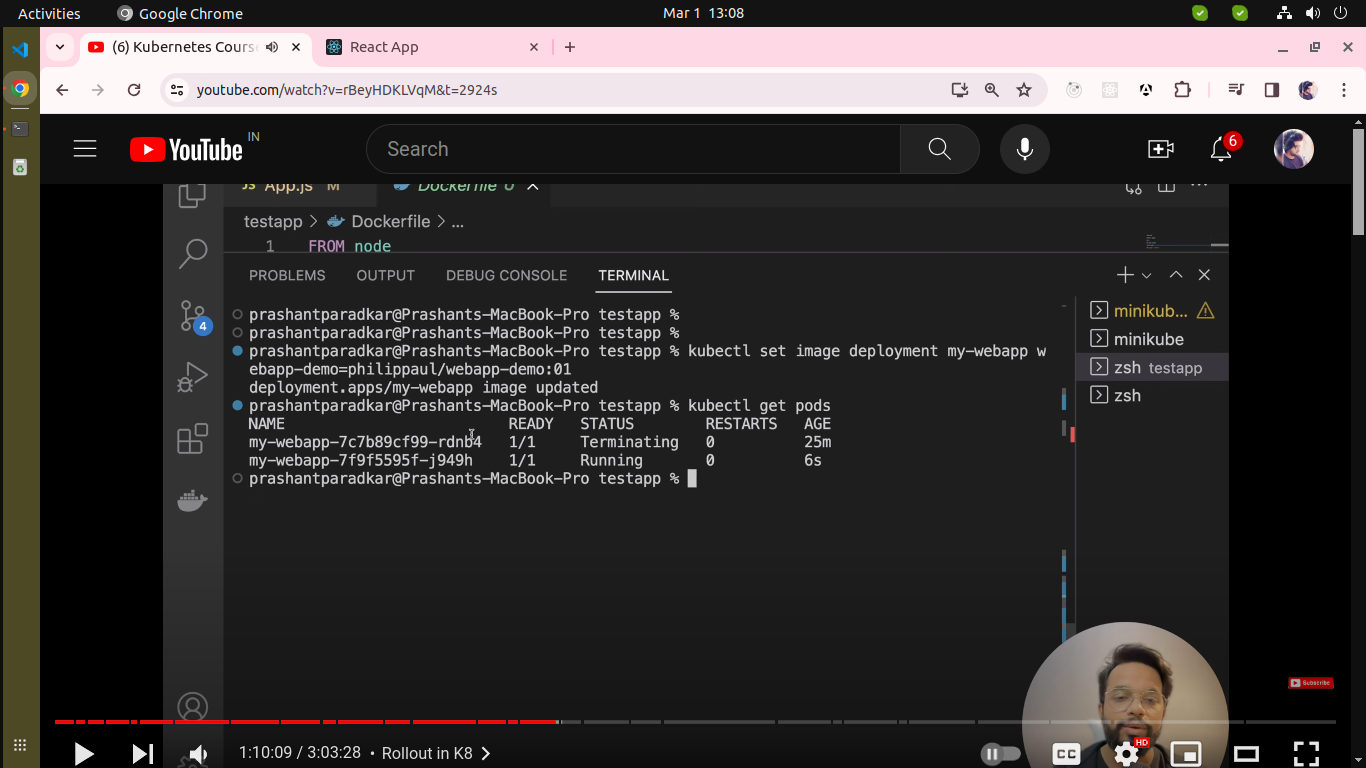 Activities
Google Chrome
Mar 1 13:08
(6) Kubernetes Cours
React App
youtube.com/watch?v=rBeyHDKLVqM&t=2924s
YouTube
IN
Search
6
JS App.js M
Dockerfile U
testapp > Dockerfile > ...
1 FROM node
PROBLEMS OUTPUT DEBUG CONSOLE TERMINAL
4
prashantparadkar@Prashants-MacBook-Pro testapp %
prashantparadkar@Prashants-MacBook-Pro testapp %
prashantparadkar@Prashants-MacBook-Pro testapp % kubectl set image deployment my-webapp w
ebapp-demo=philippaul/webapp-demo:01
deployment.apps/my-webapp image updated
prashantparadkar@Prashants-MacBook-Pro testapp % kubectl get pods
NAME READY STATUS RESTARTS AGE
my-webapp-7c7b89cf99-rdnb4 1/1 Terminating 0 25m
my-webapp-7f9f5595f-j949h 1/1 Running 0 6s
prashantparadkar@Prashants-MacBook-Pro testapp %
minikub...
minikube
zsh testapp
zsh
Subscribe
1:10:09 / 3:03:28 • Rollout in K8 >
CC
HD